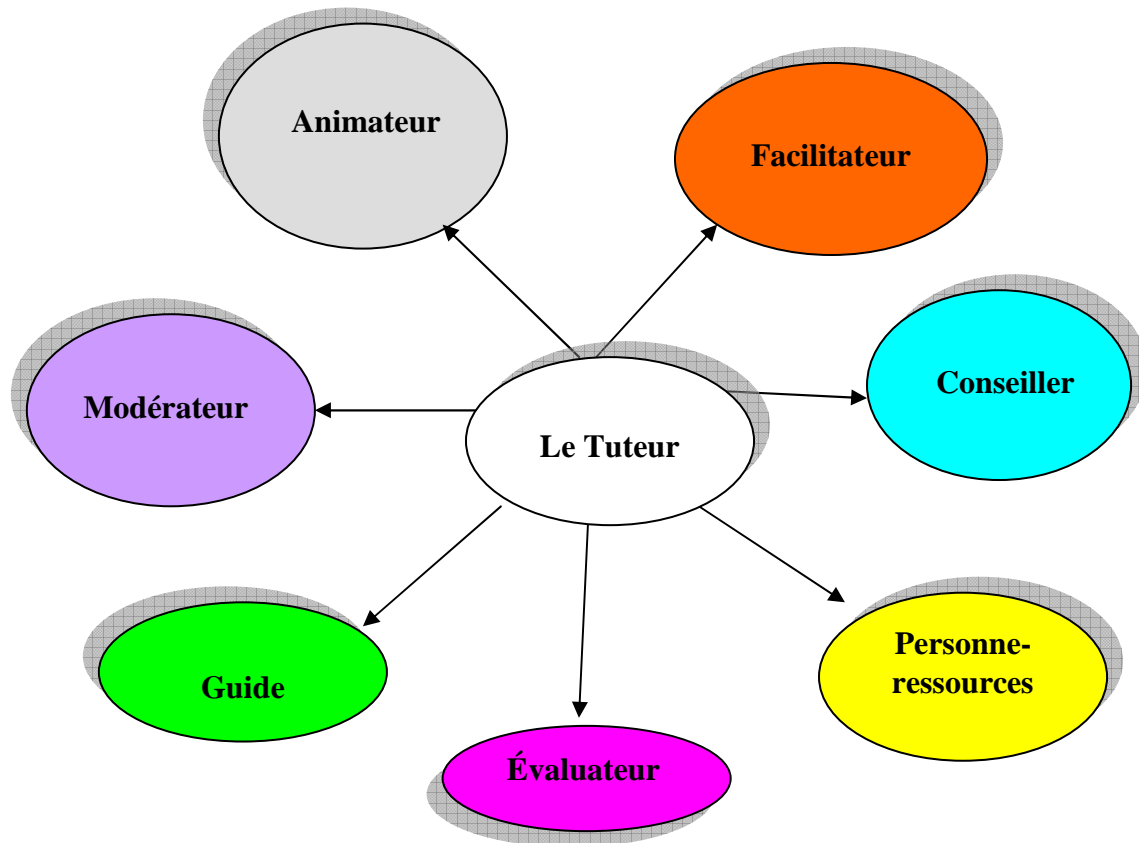 Animateur
Facilitateur
Conseiller
Modérateur
Le Tuteur
Personne-
ressources
Guide
Évaluateur